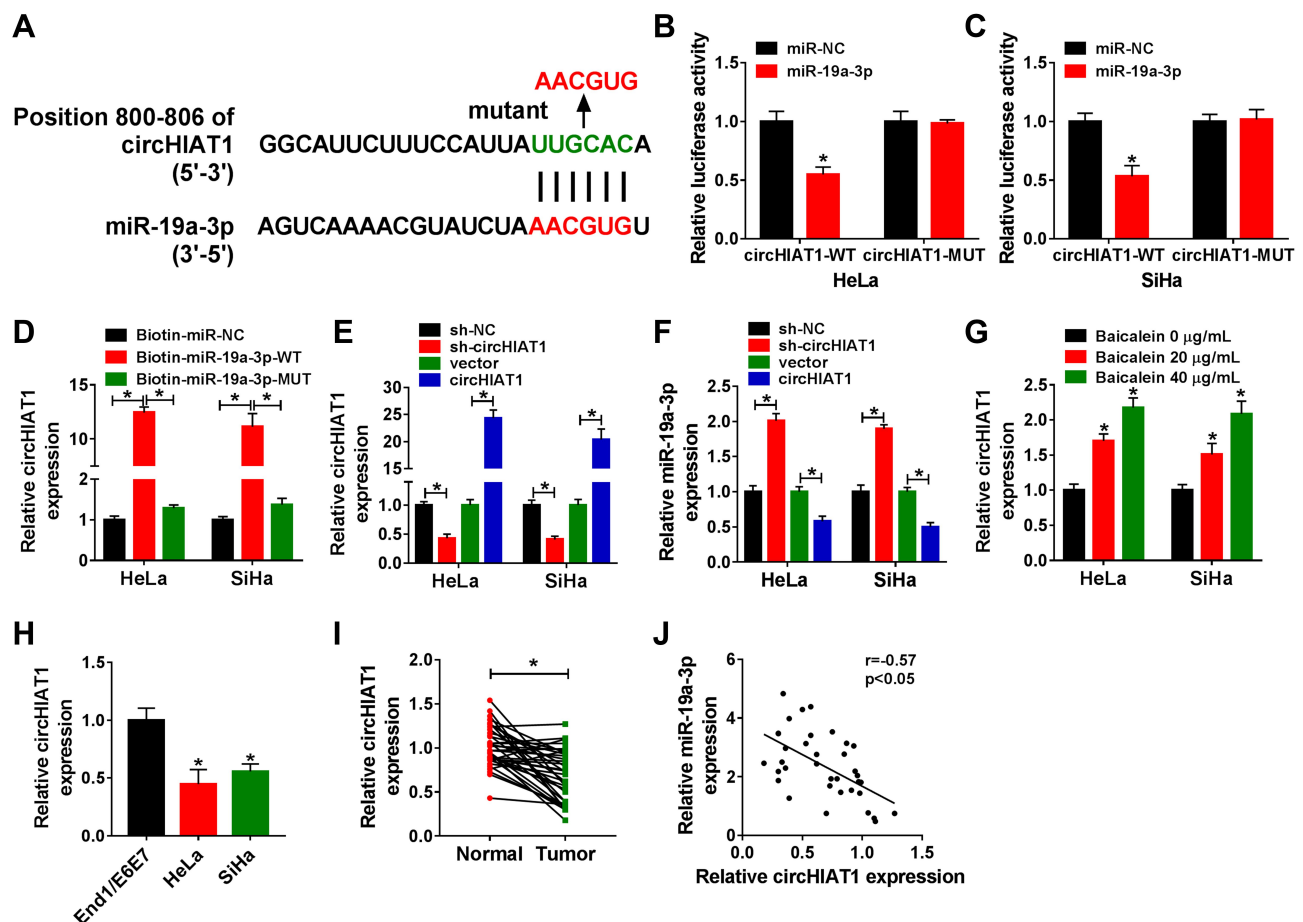 A
AACGUG
mutant
Position 800-806 of
circHIAT1
(5'-3')
GGCAUUCUUUCCAUUAUUGCACA
miR-19a-3p
(3'-5')
AGUCAAAACGUAUCUAAACGUGU
B
miR-NC
miR-19a-3p
Relative luciferase activity
1.5
1.0
0.5
0.0
*
circHIAT1-WT circHIAT1-MUT
HeLa
C
miR-NC
miR-19a-3p
Relative luciferase activity
1.5
1.0
0.5
0.0
*
circHIAT1-WT circHIAT1-MUT
SiHa
D
Biotin-miR-NC
Biotin-miR-19a-3p-WT
Biotin-miR-19a-3p-MUT
Relative circHIAT1
expression
15
10
2
1
0
* * * *
HeLa SiHa
E
sh-NC
sh-circHIAT1
vector
circHIAT1
Relative circHIAT1
expression
30
25
20
15
1.0
0.5
0.0
* * * *
HeLa SiHa
F
sh-NC
sh-circHIAT1
vector
circHIAT1
Relative miR-19a-3p
expression
2.5
2.0
1.5
1.0
0.5
0.0
* * * *
HeLa SiHa
G
Baicalein 0 μg/mL
Baicalein 20 μg/mL
Baicalein 40 μg/mL
Relative circHIAT1
expression
2.5
2.0
1.5
1.0
0.5
0.0
* * * *
HeLa SiHa
H
Relative circHIAT1
expression
1.5
1.0
0.5
0.0
* *
End1/E6E7
HeLa
SiHa
I
Relative circHIAT1
expression
2.0
1.5
1.0
0.5
0.0
*
Normal Tumor
J
Relative miR-19a-3p
expression
6
4
2
0
r=-0.57
p<0.05
0.0 0.5 1.0 1.5
Relative circHIAT1 expression